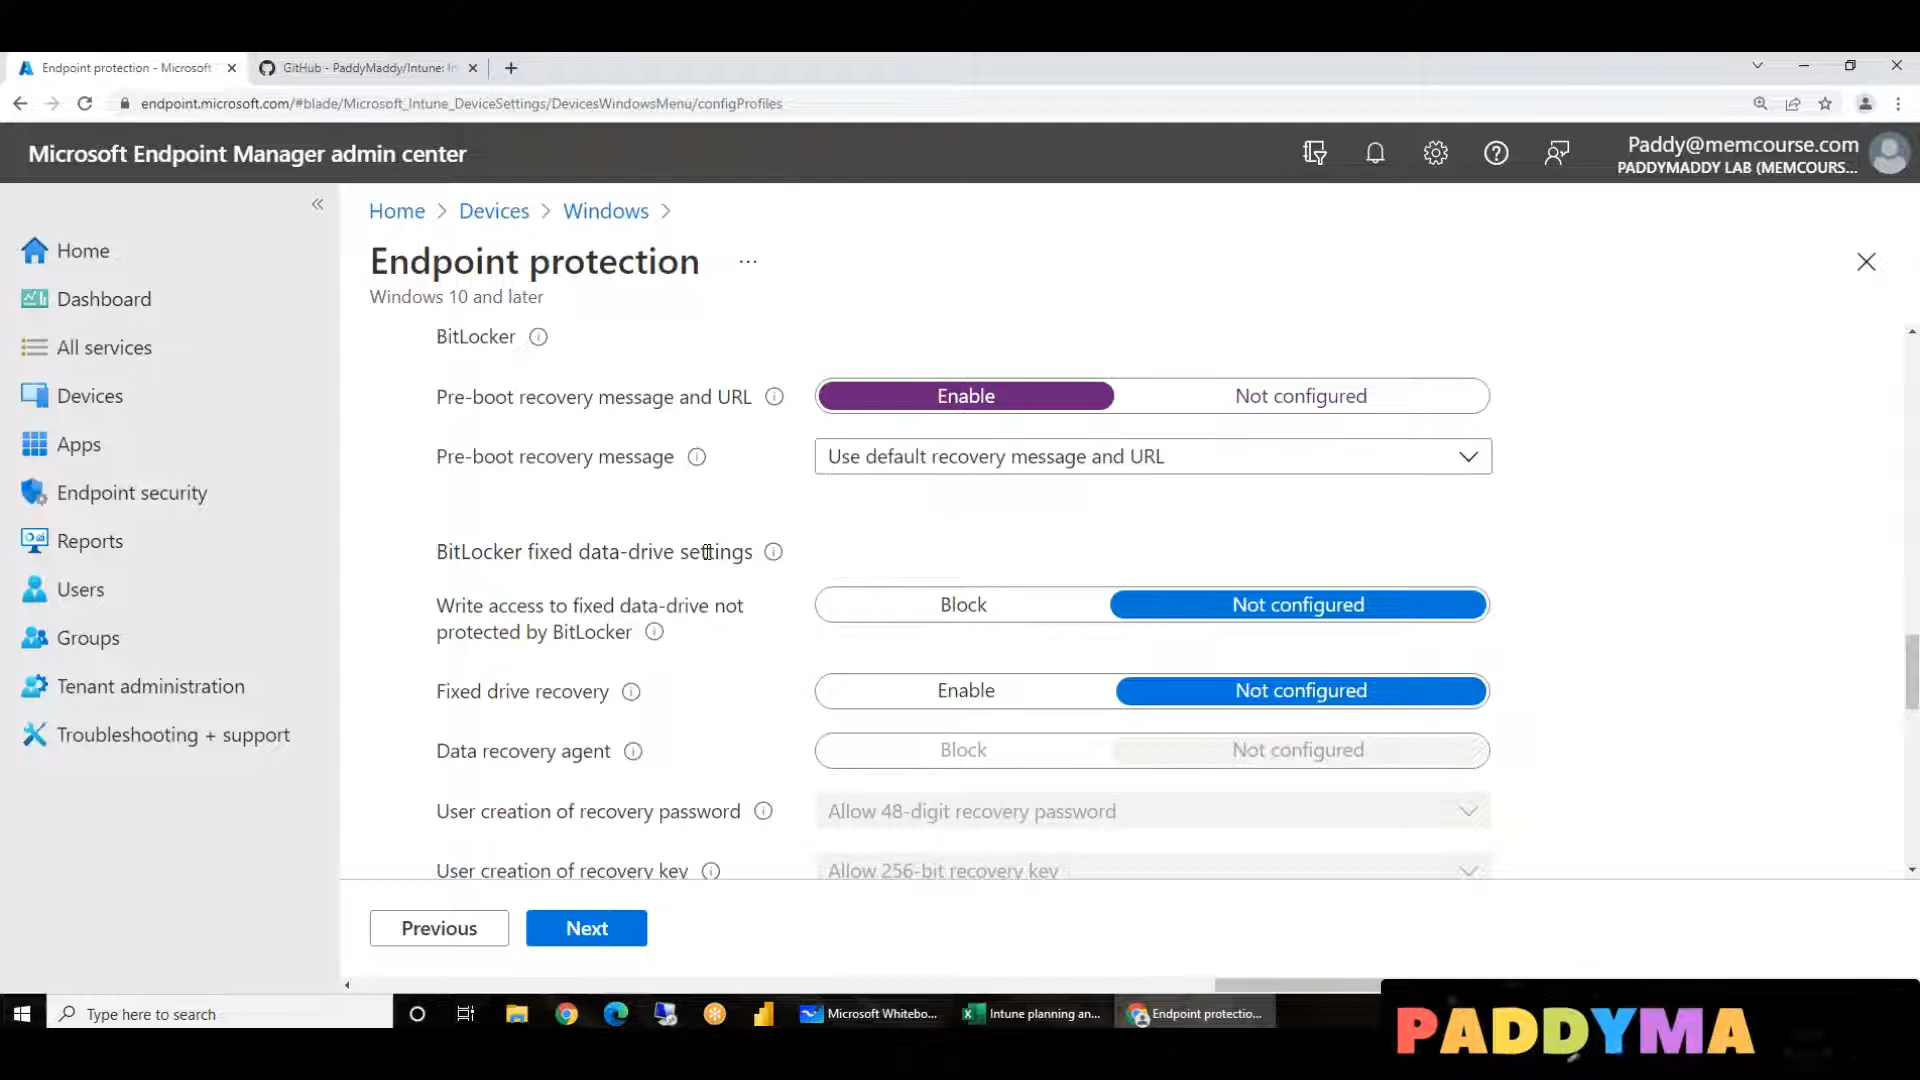 Endpoint protection - Microsoft
GitHub - PaddyMaddy/Intune: In
endpoint.microsoft.com/#blade/Microsoft_Intune_DeviceSettings/DevicesWindowsMenu/configProfiles
Microsoft Endpoint Manager admin center
Paddy@memcourse.com
PADDYMADDY LAB (MEMCOURS...
Home
Dashboard
All services
Devices
Apps
Endpoint security
Reports
Users
Groups
Tenant administration
Troubleshooting + support
Home > Devices > Windows >
Endpoint protection ...
Windows 10 and later
BitLocker
Pre-boot recovery message and URL
Enable
Not configured
Pre-boot recovery message
Use default recovery message and URL
BitLocker fixed data-drive settings
Write access to fixed data-drive not
protected by BitLocker
Block
Not configured
Fixed drive recovery
Enable
Not configured
Data recovery agent
Block
Not configured
User creation of recovery password
Allow 48-digit recovery password
User creation of recovery key
Allow 256-bit recovery key
Previous
Next
Type here to search
Microsoft Whitebo...
Intune planning an...
Endpoint protectio...
PADDYMA